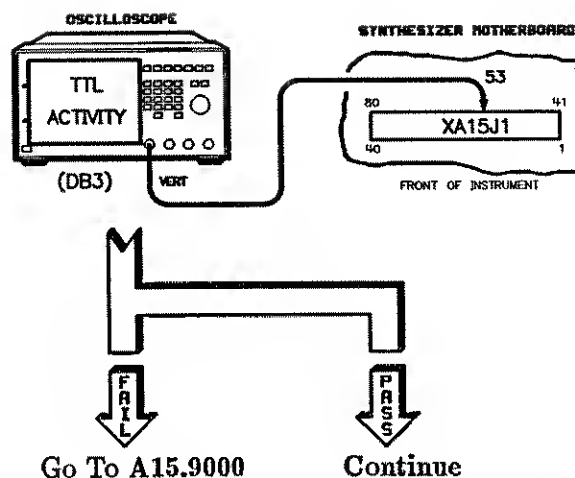 OSCILLOSCOPE
SYNTHESIZER MOTHERBOARD
TTL
ACTIVITY
53
80
41
XA15J1
40
1
(DB3)
VERT
FRONT OF INSTRUMENT
FAIL
PASS
Go To A15.9000
Continue